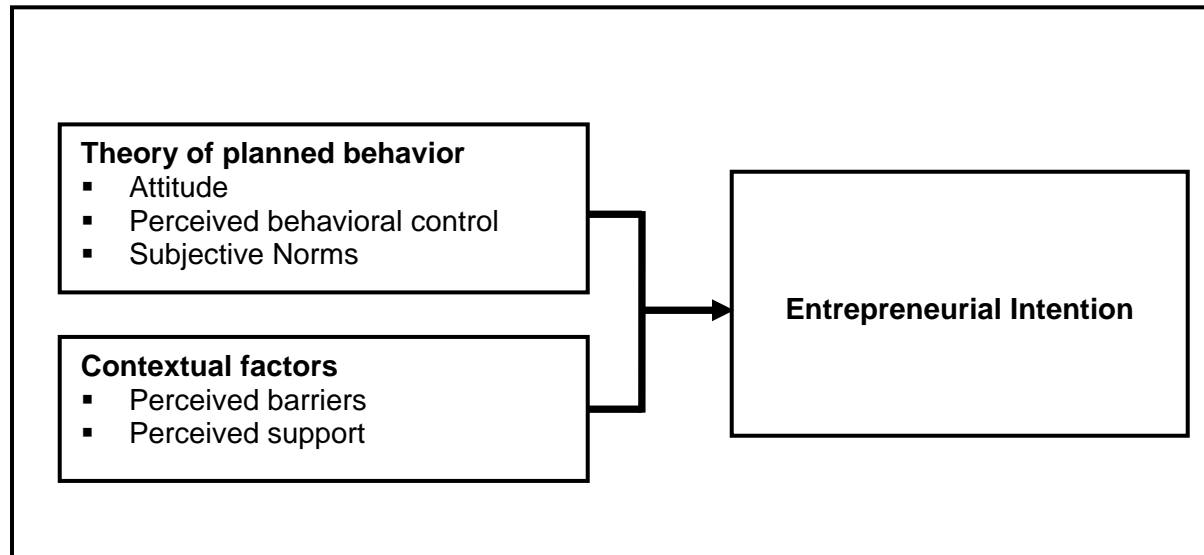 Theory of planned behavior
▪ Attitude
▪ Perceived behavioral control
▪ Subjective Norms
Contextual factors
▪ Perceived barriers
▪ Perceived support
Entrepreneurial Intention